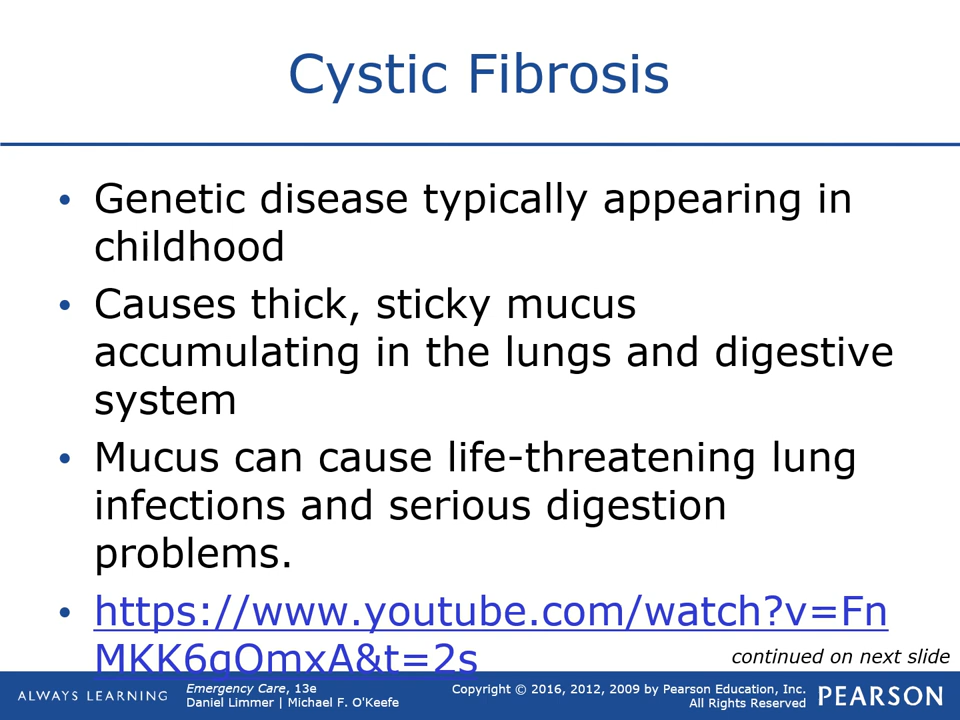 Cystic Fibrosis
• Genetic disease typically appearing in
childhood
• Causes thick, sticky mucus
accumulating in the lungs and digestive
system
• Mucus can cause life-threatening lung
infections and serious digestion
problems.
• https://www.youtube.com/watch?v=Fn
MKK6gOmxA&t=2s
continued on next slide
ALWAYS LEARNING
Emergency Care, 13e
Daniel Limmer | Michael F. O'Keefe
Copyright © 2016, 2012, 2009 by Pearson Education, Inc.
All Rights Reserved
PEARSON